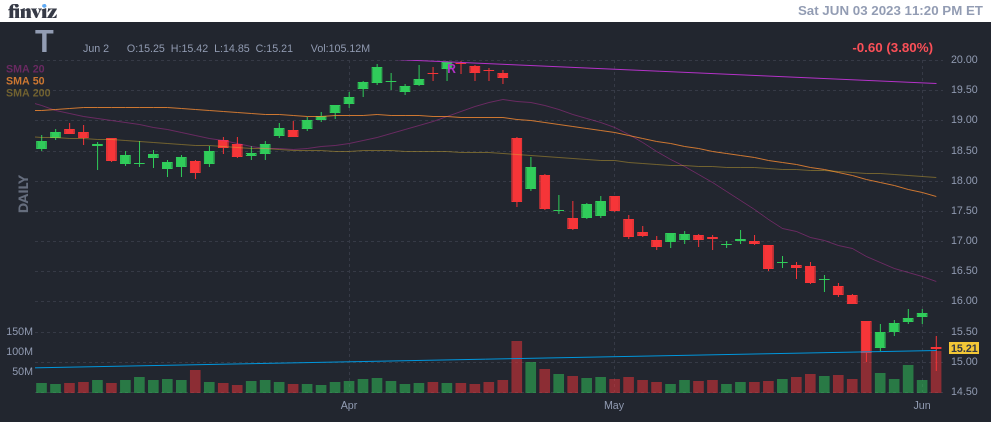 finviz
Sat JUN 03 2023 11:20 PM ET
T
Jun 2 O:15.25 H:15.42 L:14.85 C:15.21 Vol:105.12M
-0.60 (3.80%)
SMA 20
SMA 50
SMA 200
R
DAILY
20.00
19.50
19.00
18.50
18.00
17.50
17.00
16.50
16.00
15.50
15.21
15.00
14.50
150M
100M
50M
Apr
May
Jun